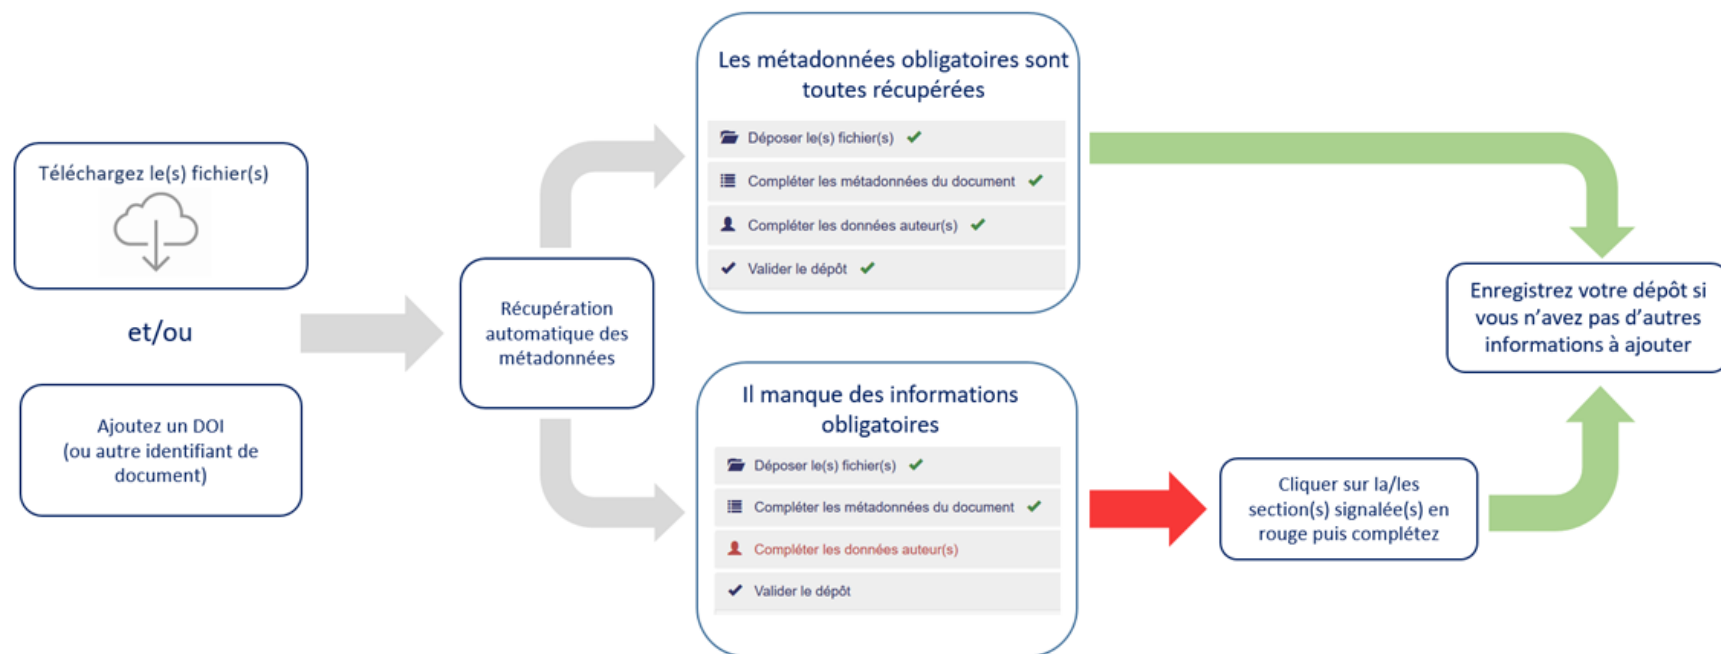 Téléchargez le(s) fichier(s)
et/ou
Ajoutez un DOI
(ou autre identifiant de
document)
Récupération
automatique des
métadonnées
Les métadonnées obligatoires sont
toutes récupérées
Déposer le(s) fichier(s)
Compléter les métadonnées du document
Compléter les données auteur(s)
Valider le dépôt
Il manque des informations
obligatoires
Déposer le(s) fichier(s)
Compléter les métadonnées du document
Compléter les données auteur(s)
Valider le dépôt
Cliquer sur la/les
section(s) signalée(s) en
rouge puis complétez
Enregistrez votre dépôt si
vous n'avez pas d'autres
informations à ajouter